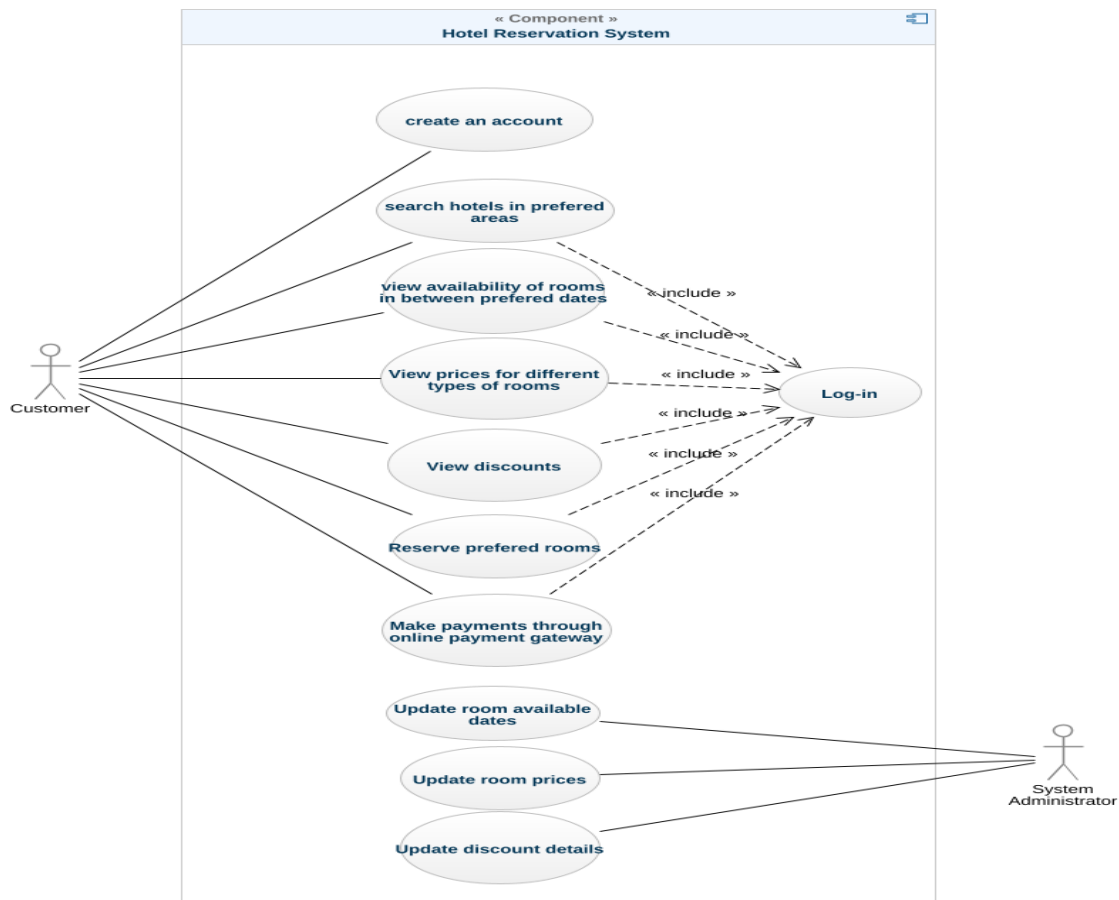 « Component »
Hotel Reservation System
create an account
search hotels in prefered
areas
view availability of rooms
in between prefered dates
« include »
« include »
View prices for different
types of rooms
« include »
Log-in
Customer
« include »
View discounts
« include »
« include »
Reserve prefered rooms
Make payments through
online payment gateway
Update room available
dates
Update room prices
System
Administrator
Update discount details